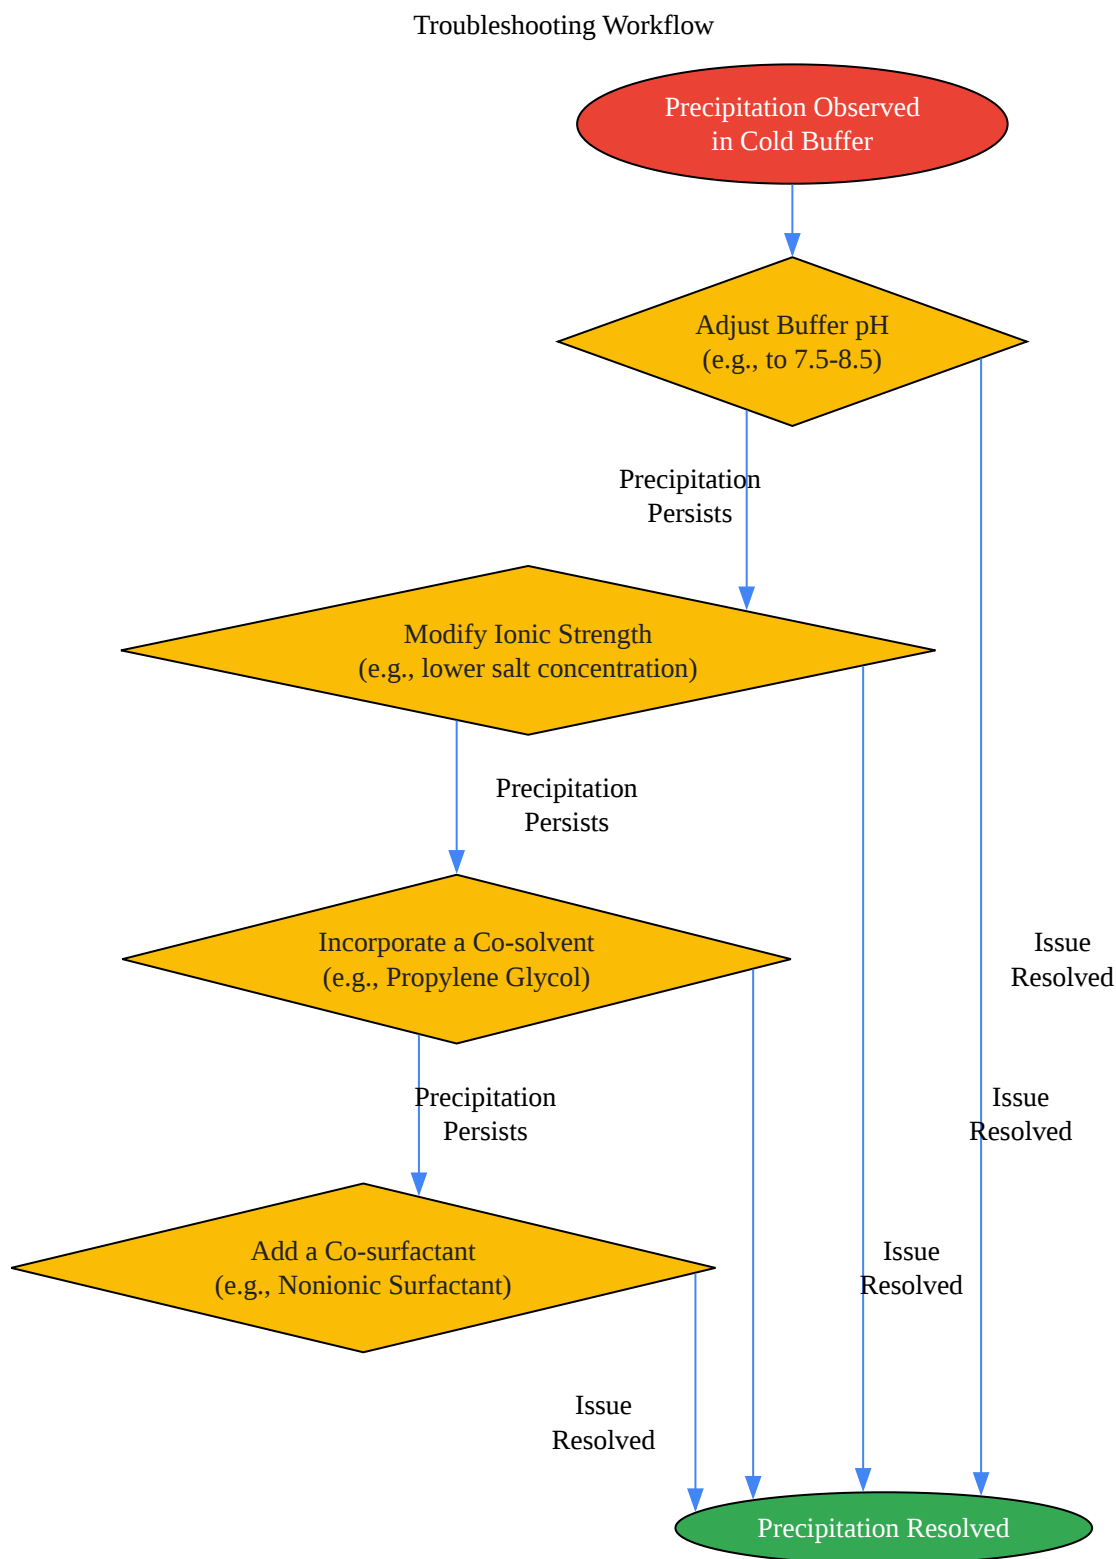 Troubleshooting Workflow
Precipitation Observed
in Cold Buffer
Adjust Buffer pH
(e.g., to 7.5-8.5)
Precipitation
Persists
Modify Ionic Strength
(e.g., lower salt concentration)
Precipitation
Persists
Incorporate a Co-solvent
(e.g., Propylene Glycol)
Issue
Resolved
Precipitation
Persists
Issue
Resolved
Add a Co-surfactant
(e.g., Nonionic Surfactant)
Issue
Resolved
Issue
Resolved
Precipitation Resolved